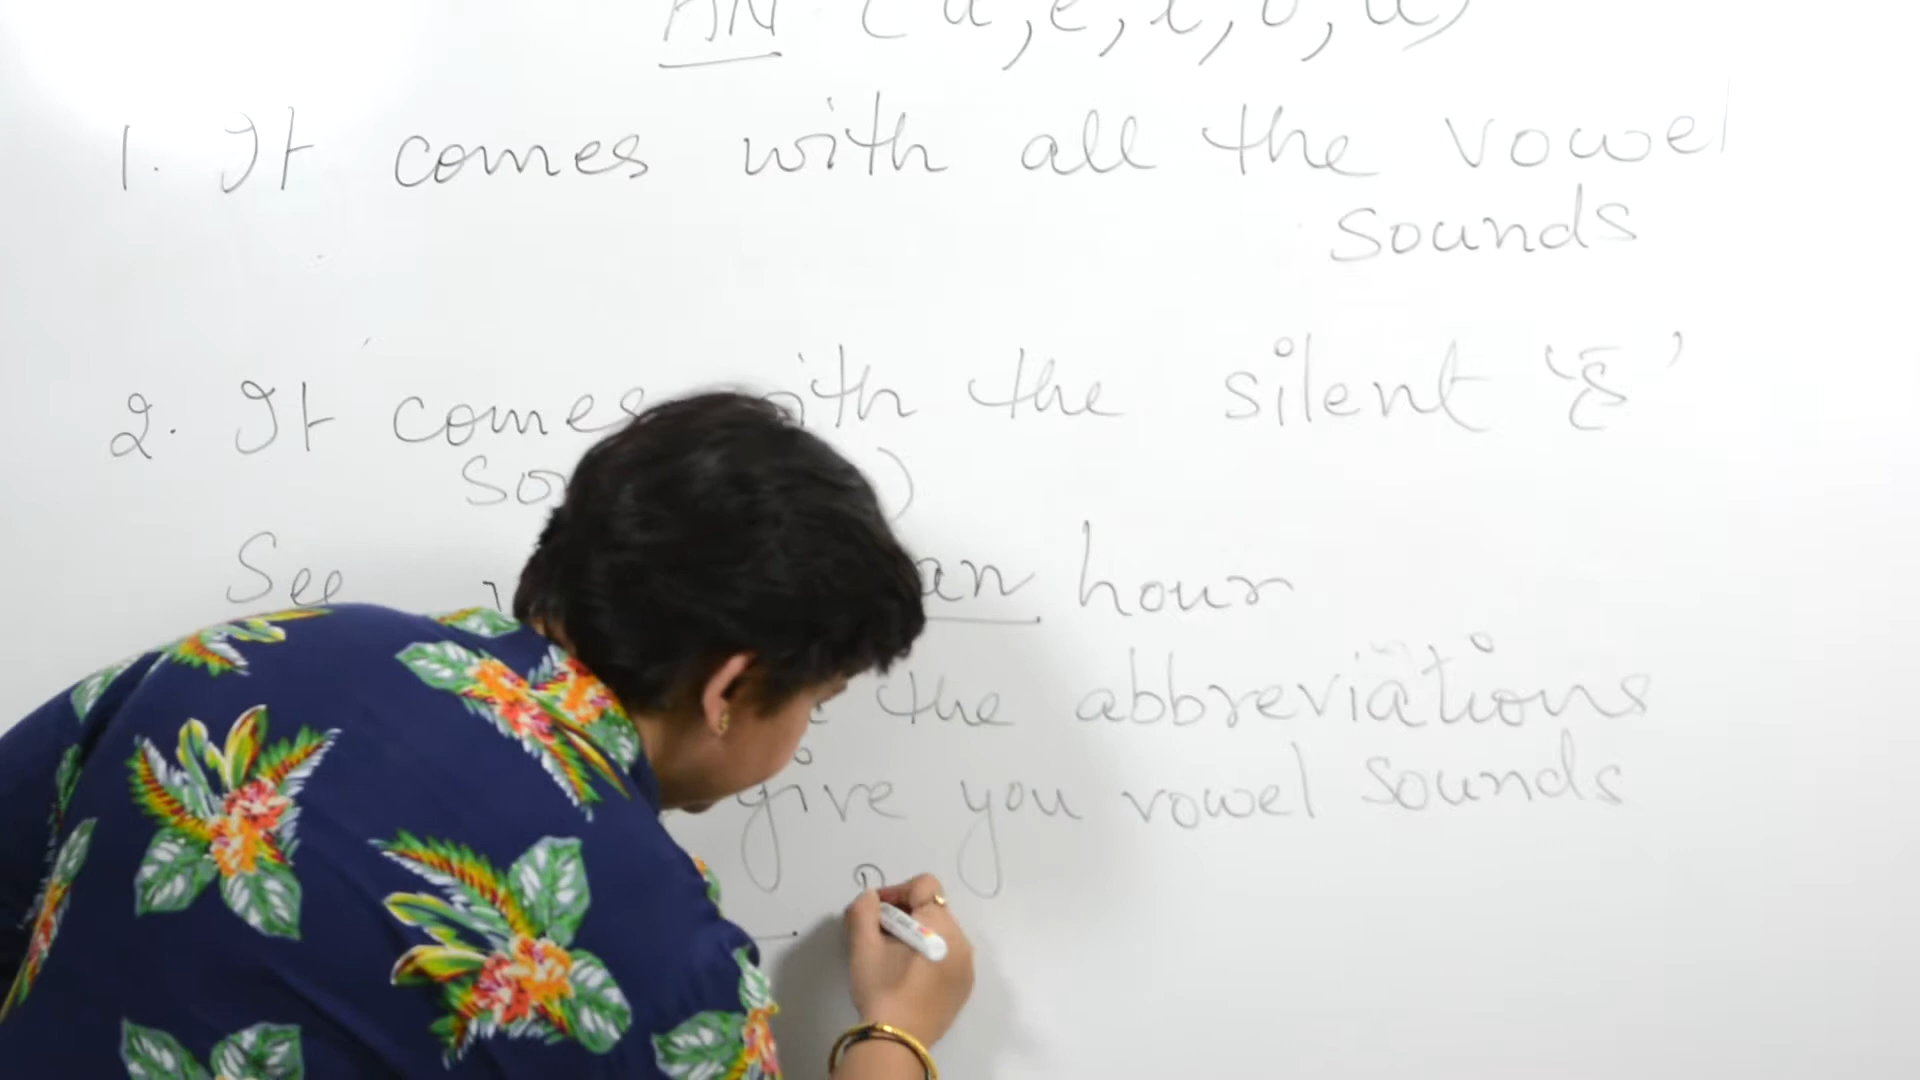 AN (a, e, i, o, u)
1. It comes with all the vowel
sounds
2. It comes with the silent ' '
)
See an hour
the abbreviations
give you vowel sounds